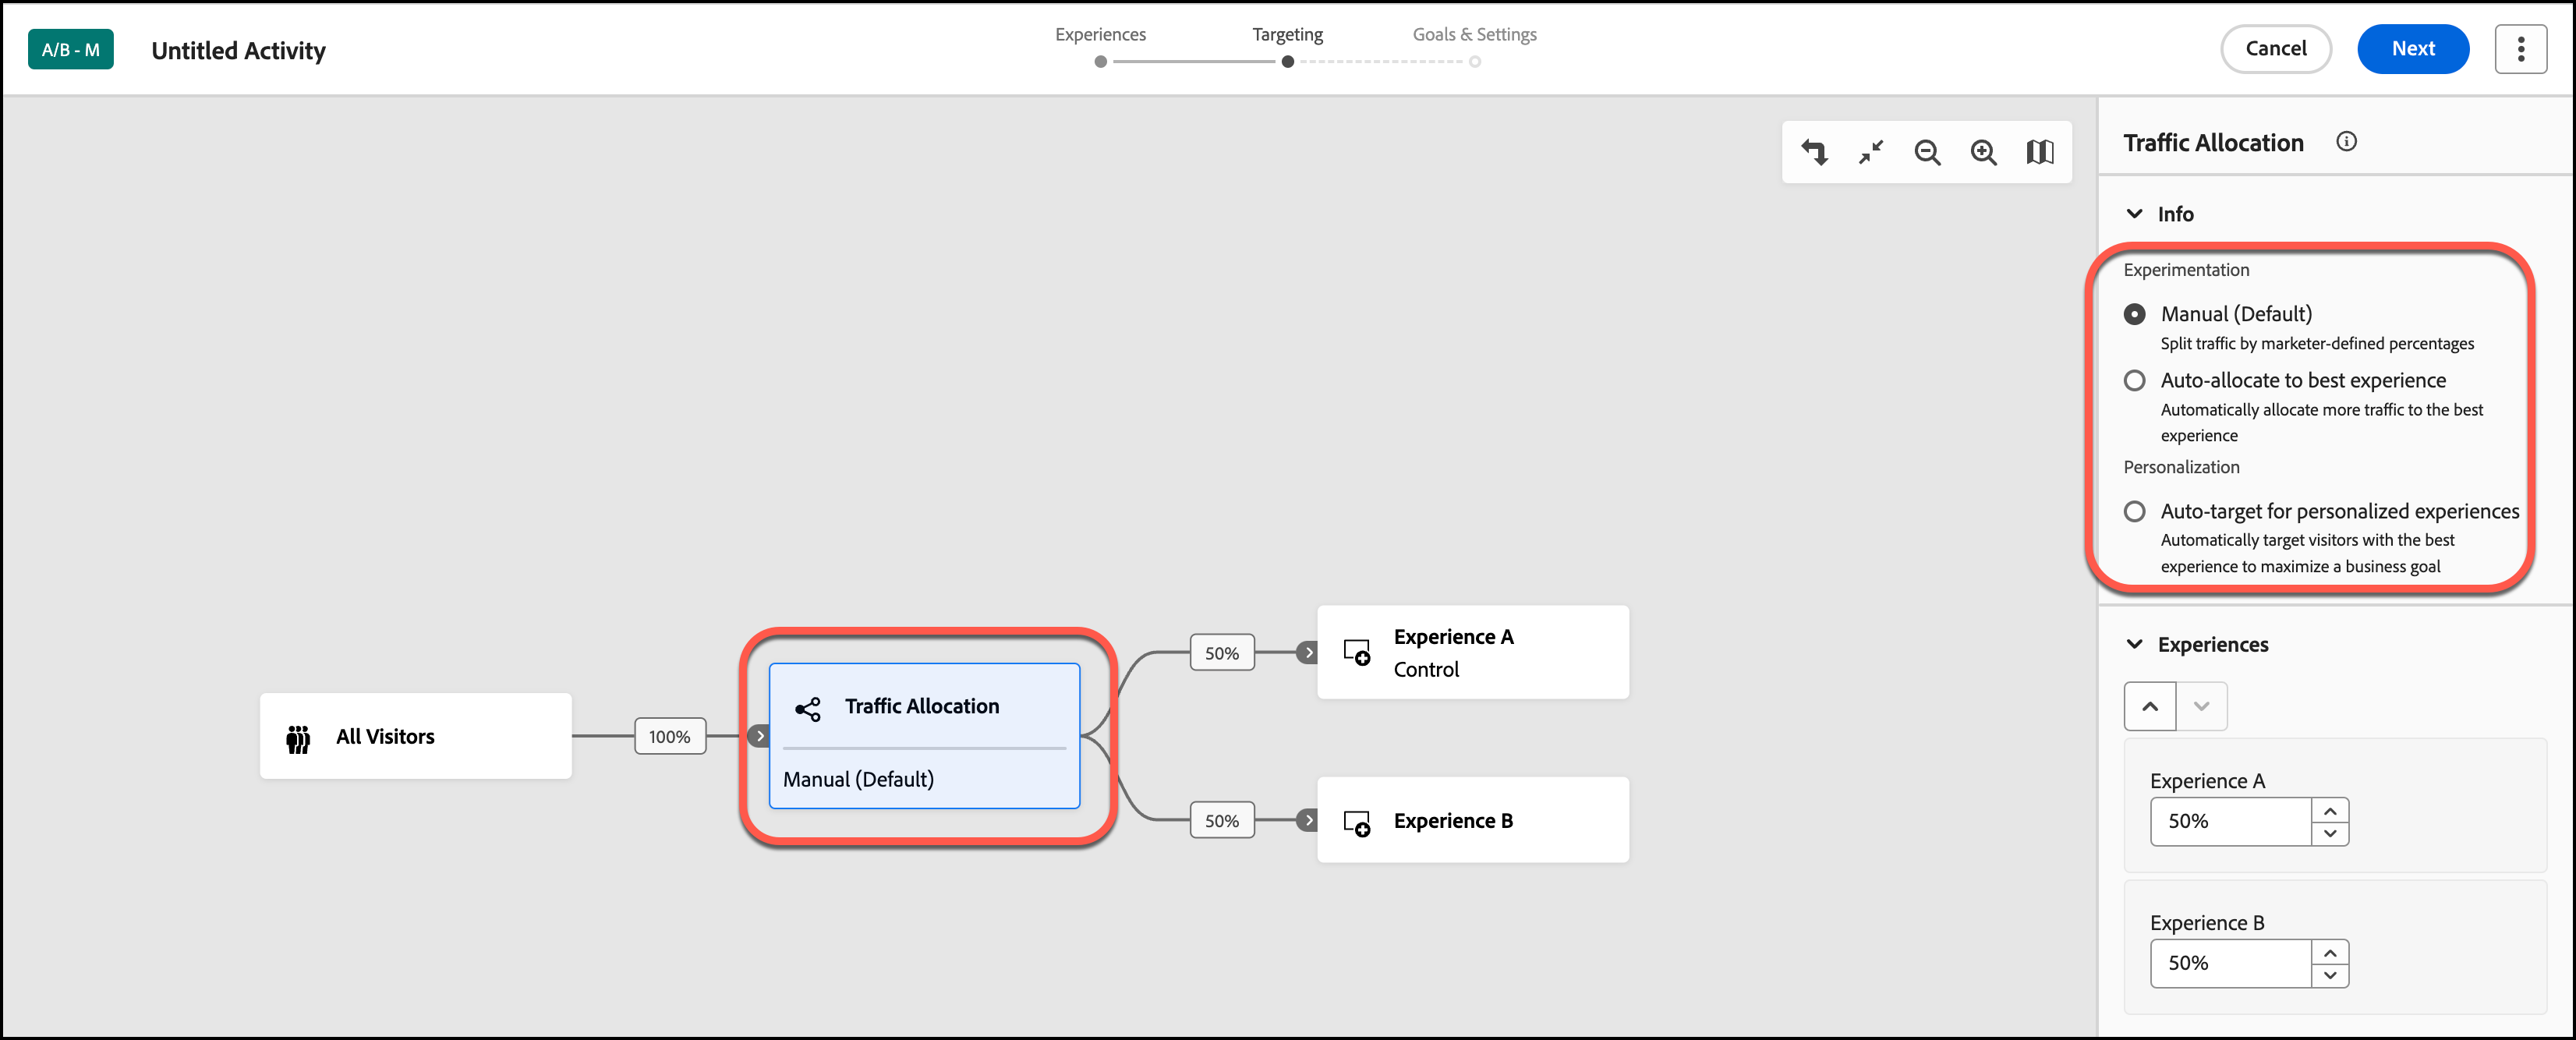 A/B - M
Untitled Activity
Experiences
Targeting
Goals & Settings
Cancel
Next
Traffic Allocation
Info
Experimentation
Manual (Default)
Split traffic by marketer-defined percentages
Auto-allocate to best experience
Automatically allocate more traffic to the best
experience
Personalization
Auto-target for personalized experiences
Automatically target visitors with the best
experience to maximize a business goal
Experiences
Experience A
50%
Experience B
50%
All Visitors
100%
Traffic Allocation
Manual (Default)
50%
Experience A
Control
50%
Experience B